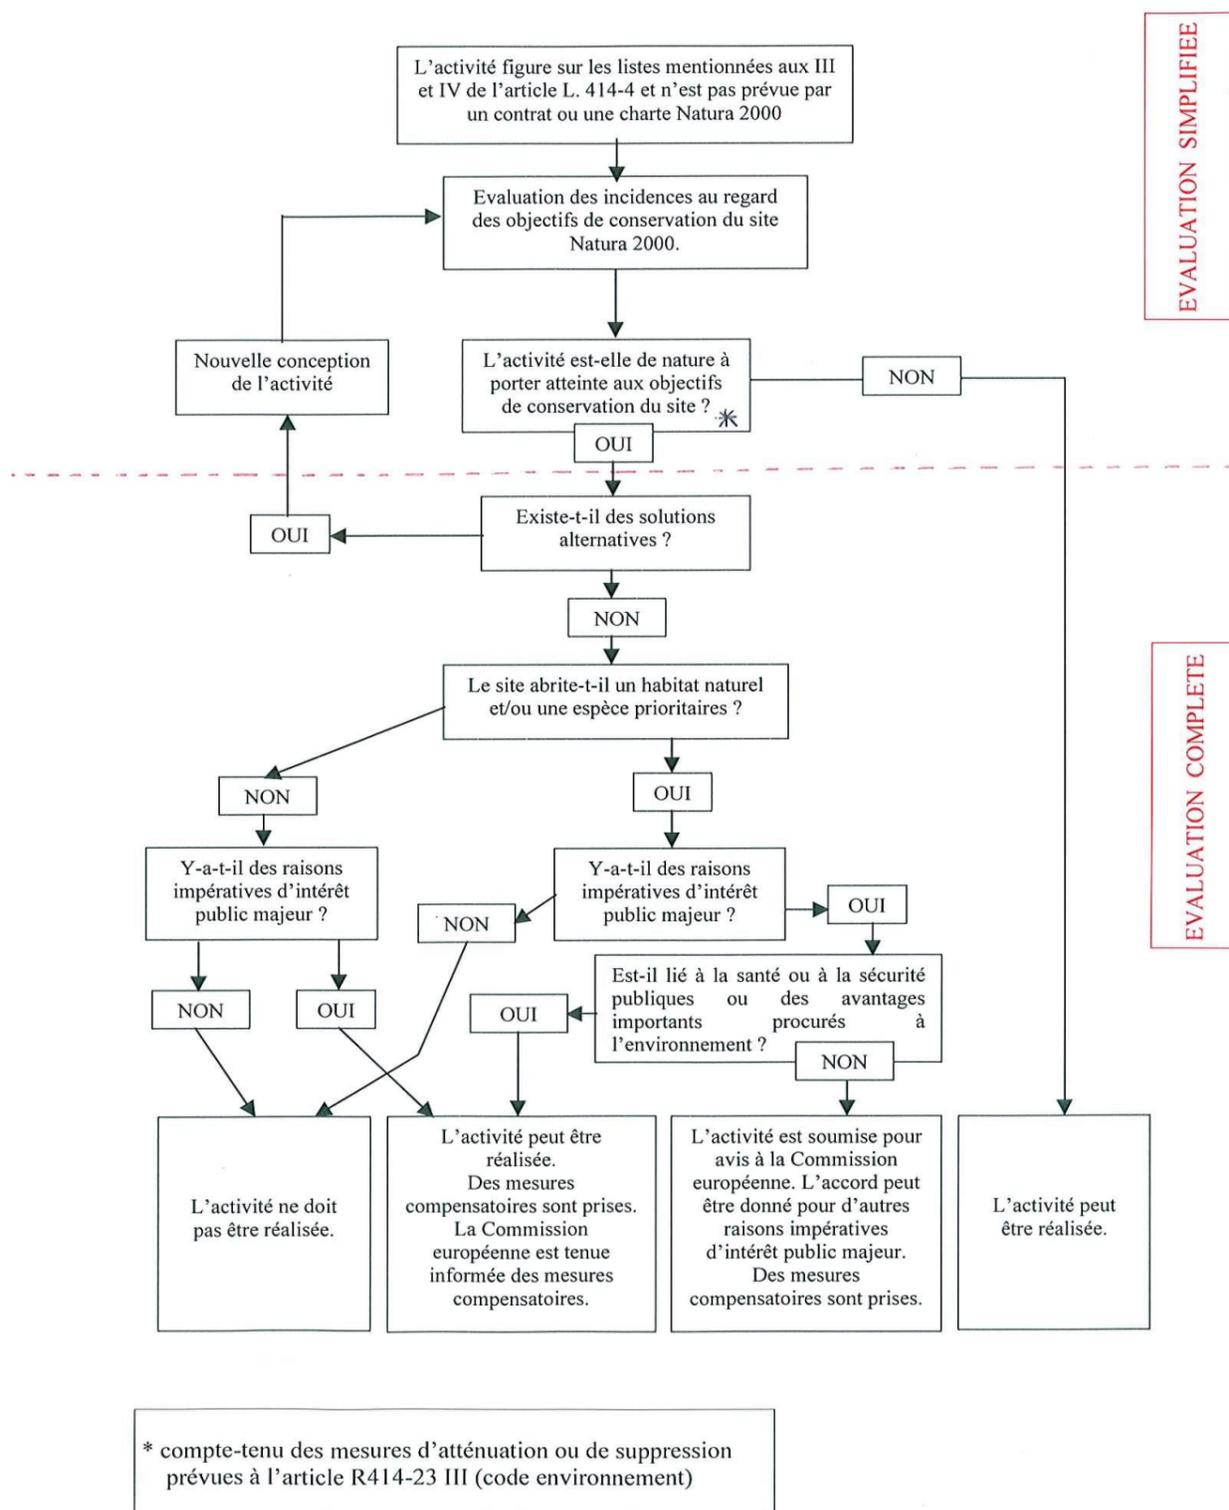 L'activité figure sur les listes mentionnées aux III
et IV de l'article L. 414-4 et n'est pas prévue par
un contrat ou une charte Natura 2000
EVALUATION SIMPLIFIEE
Evaluation des incidences au regard
des objectifs de conservation du site
Natura 2000.
Nouvelle conception
de l'activité
L'activité est-elle de nature à
porter atteinte aux objectifs
de conservation du site ? *
NON
OUI
Existe-t-il des solutions
alternatives ?
OUI
NON
Le site abrite-t-il un habitat naturel
et/ou une espèce prioritaires ?
EVALUATION COMPLETE
NON
OUI
Y-a-t-il des raisons
impératives d'intérêt
public majeur ?
Y-a-t-il des raisons
impératives d'intérêt
public majeur ?
NON
OUI
NON
OUI
OUI
Est-il lié à la santé ou à la sécurité
publiques ou des avantages
importants procurés à
l'environnement ?
NON
L'activité ne doit
pas être réalisée.
L'activité peut être
réalisée.
Des mesures
compensatoires sont prises.
La Commission
européenne est tenue
informée des mesures
compensatoires.
L'activité est soumise pour
avis à la Commission
européenne. L'accord peut
être donné pour d'autres
raisons impératives
d'intérêt public majeur.
Des mesures
compensatoires sont prises.
L'activité peut
être réalisée.
* compte-tenu des mesures d'atténuation ou de suppression
prévues à l'article R414-23 III (code environnement)